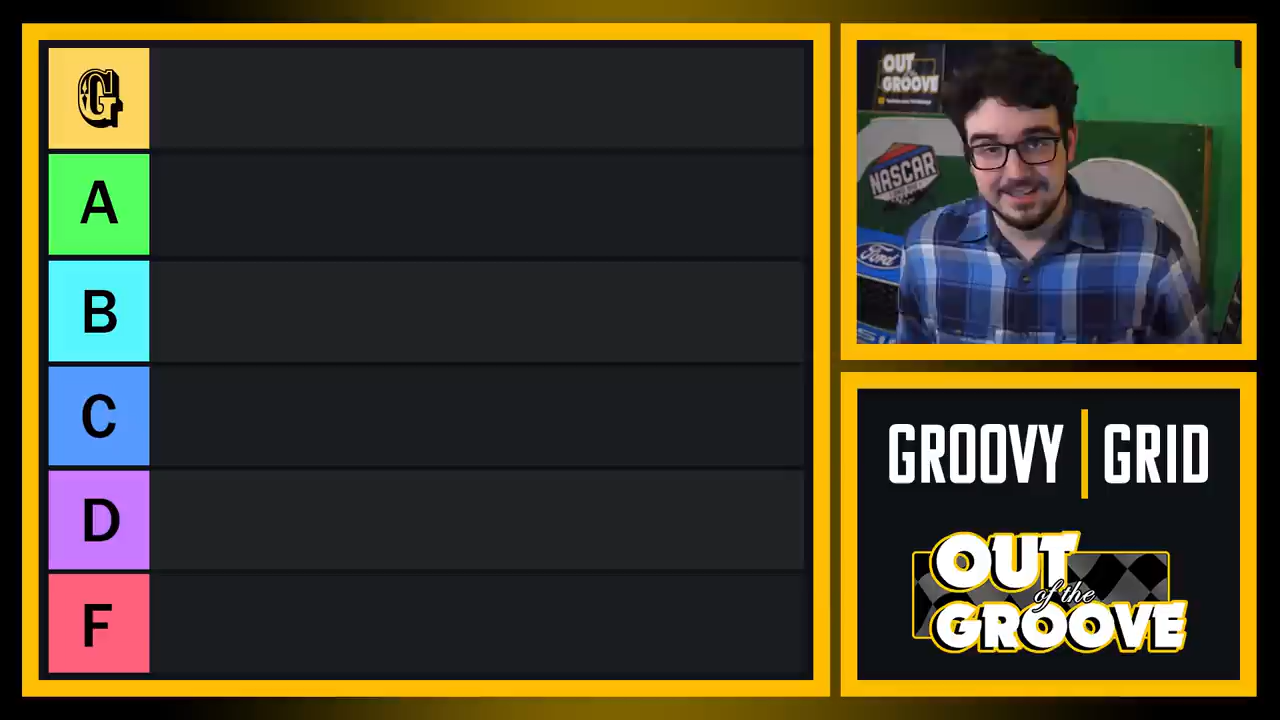 G
A
B
C
D
F
OUT
GROOVE
NASCAR
Ford
GROOVY | GRID
OUT
of the
GROOVE